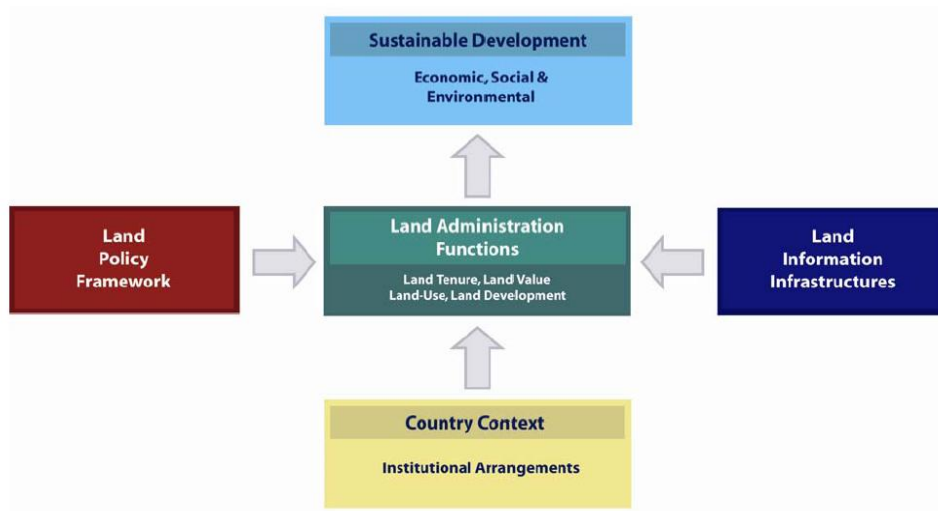 Sustainable Development
Economic, Social &
Environmental
Land
Policy
Framework
Land Administration
Functions
Land Tenure, Land Value
Land-Use, Land Development
Land
Information
Infrastructures
Country Context
Institutional Arrangements